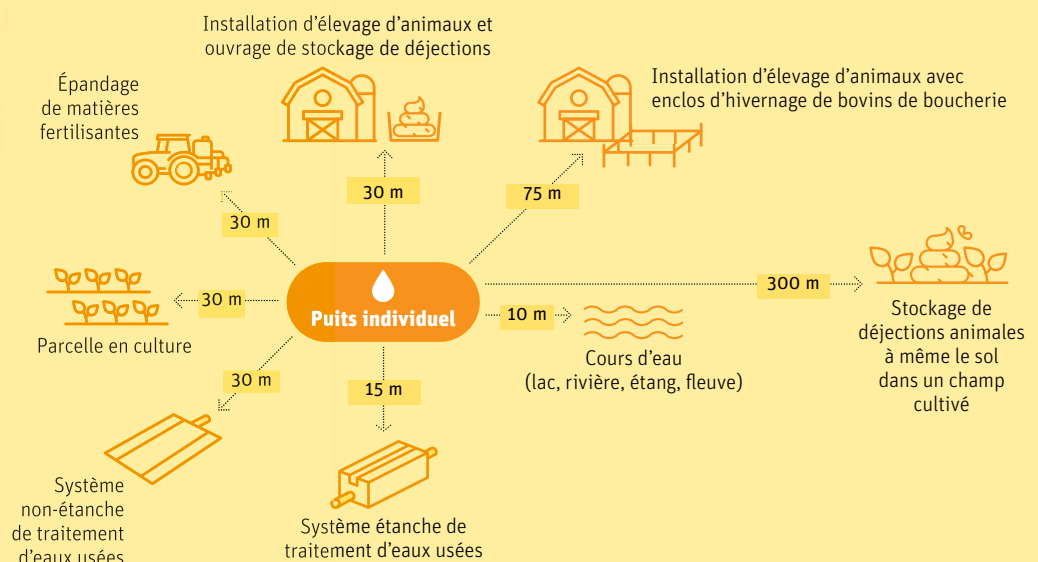 Installation d'élevage d'animaux et
ouvrage de stockage de déjections
Installation d'élevage d'animaux avec
enclos d'hivernage de bovins de boucherie
Épandage
de matières
fertilisantes
30 m
75 m
30 m
300 m
30 m
Puits individuel
10 m
Stockage de
déjections animales
à même le sol
dans un champ
cultivé
Parcelle en culture
Cours d'eau
(lac, rivière, étang, fleuve)
30 m
15 m
Système
non-étanche
de traitement
d'eaux usées
Système étanche de
traitement d'eaux usées